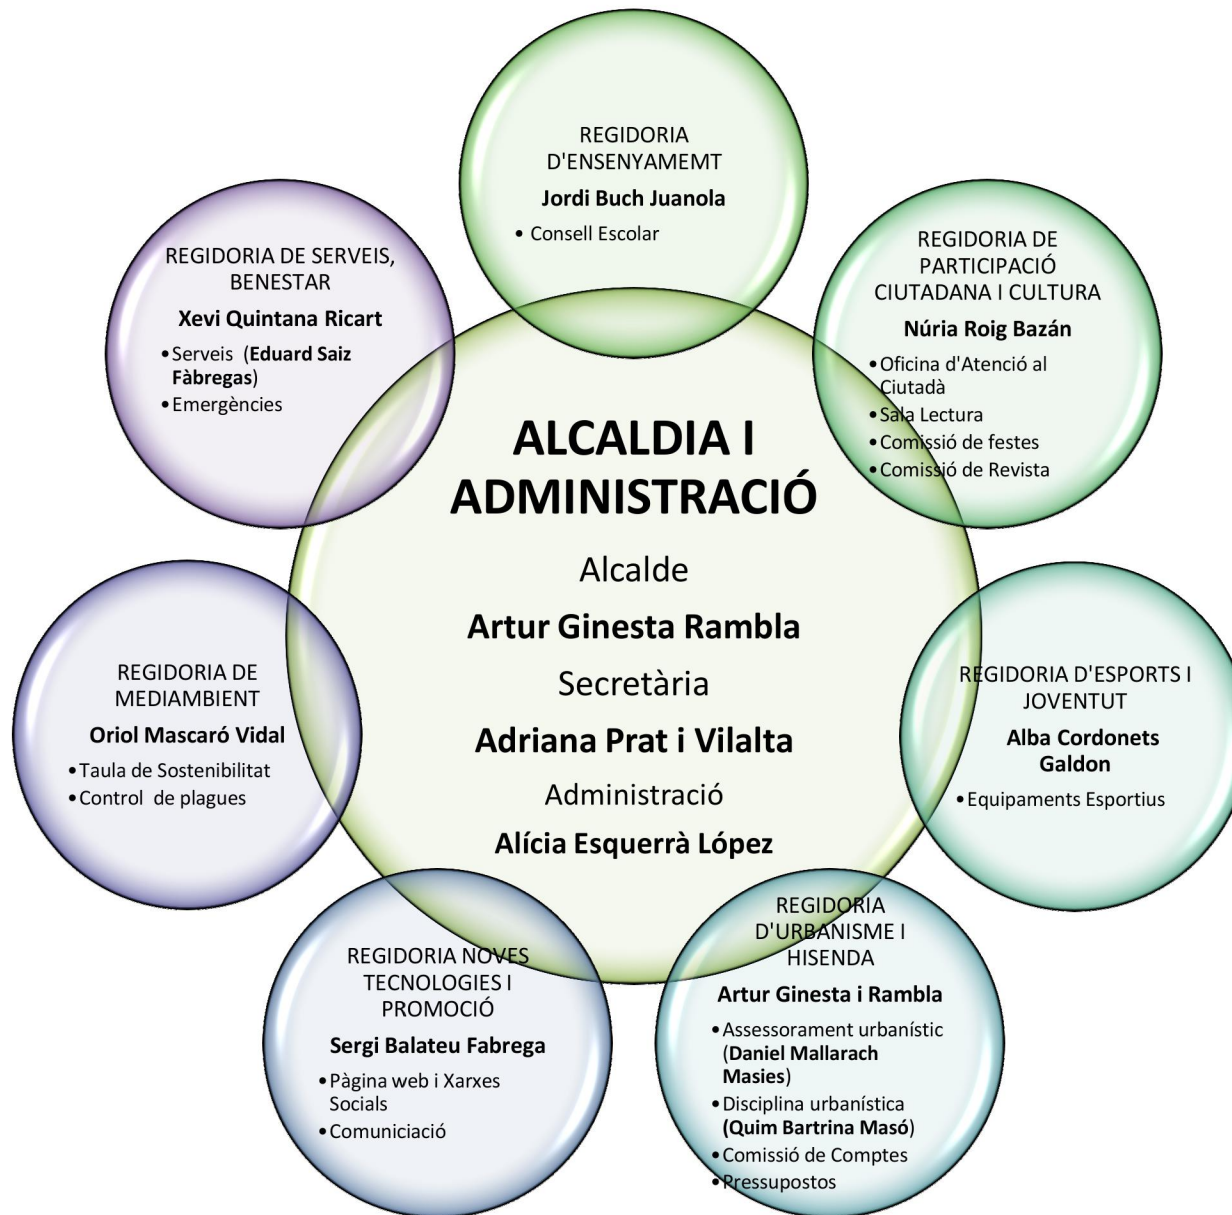 REGIDORIA
D'ENSENYAMEMT
Jordi Buch Juanola
• Consell Escolar
REGIDORIA DE
PARTICIPACIÓ
CIUTADANA I CULTURA
Núria Roig Bazán
•Oficina d'Atenció al
Ciutadà
•Sala Lectura
•Comissió de festes
•Comissió de Revista
REGIDORIA D'ESPORTS I
JOVENTUT
Alba Cordonets
Galdon
•Equipaments Esportius
REGIDORIA
D'URBANISME I
HISENDA
Artur Ginesta i Rambla
•Assessorament urbanístic
(Daniel Mallarach
Masies)
•Disciplina urbanística
(Quim Bartrina Masó)
•Comissió de Comptes
•Pressupostos
REGIDORIA NOVES
TECNOLOGIES I
PROMOCIÓ
Sergi Balateu Fabrega
•Pàgina web i Xarxes
Socials
•Comuniciació
REGIDORIA DE
MEDIAMBIENT
Oriol Mascaró Vidal
•Taula de Sostenibilitat
•Control de plagues
REGIDORIA DE SERVEIS,
BENESTAR
Xevi Quintana Ricart
•Serveis (Eduard Saiz
Fàbregas)
•Emergències
ALCALDIA I
ADMINISTRACIÓ
Alcalde
Artur Ginesta Rambla
Secretària
Adriana Prat i Vilalta
Administració
Alícia Esquerrà López